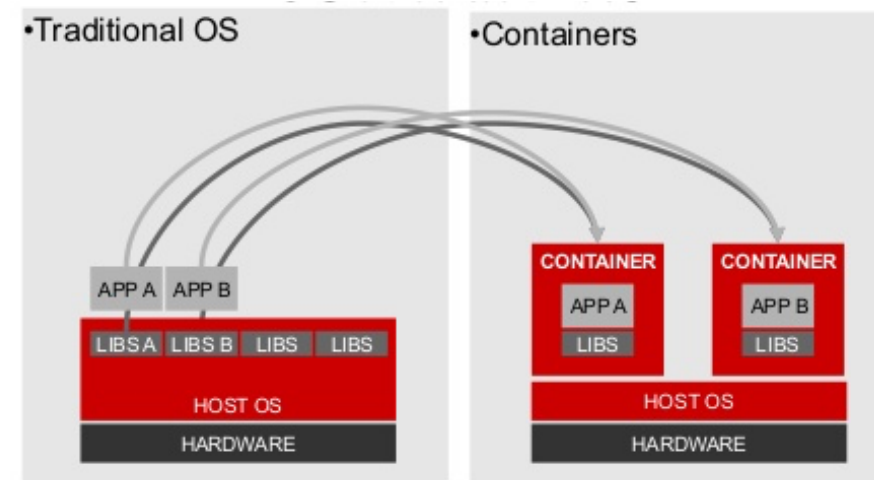 •Traditional OS
APP A APP B
LIBS A LIBS B LIBS LIBS
HOST OS
HARDWARE
•Containers
CONTAINER CONTAINER
APP A APP B
LIBS LIBS
HOST OS
HARDWARE